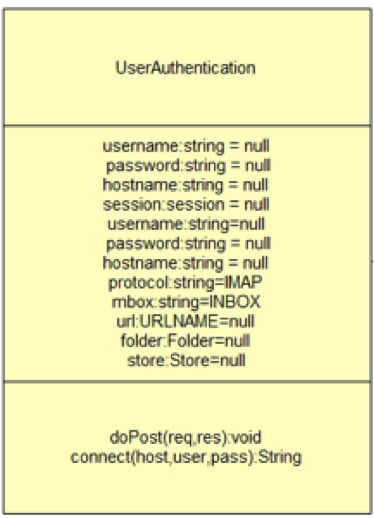 UserAuthentication
username:string = null
password:string = null
hostname:string = null
session:session = null
username:string=null
password:string = null
hostname:string = null
protocol:string=IMAP
mbox:string=INBOX
url:URLNAME=null
folder:Folder=null
store:Store=null
doPost(req,res):void
connect(host,user,pass):String